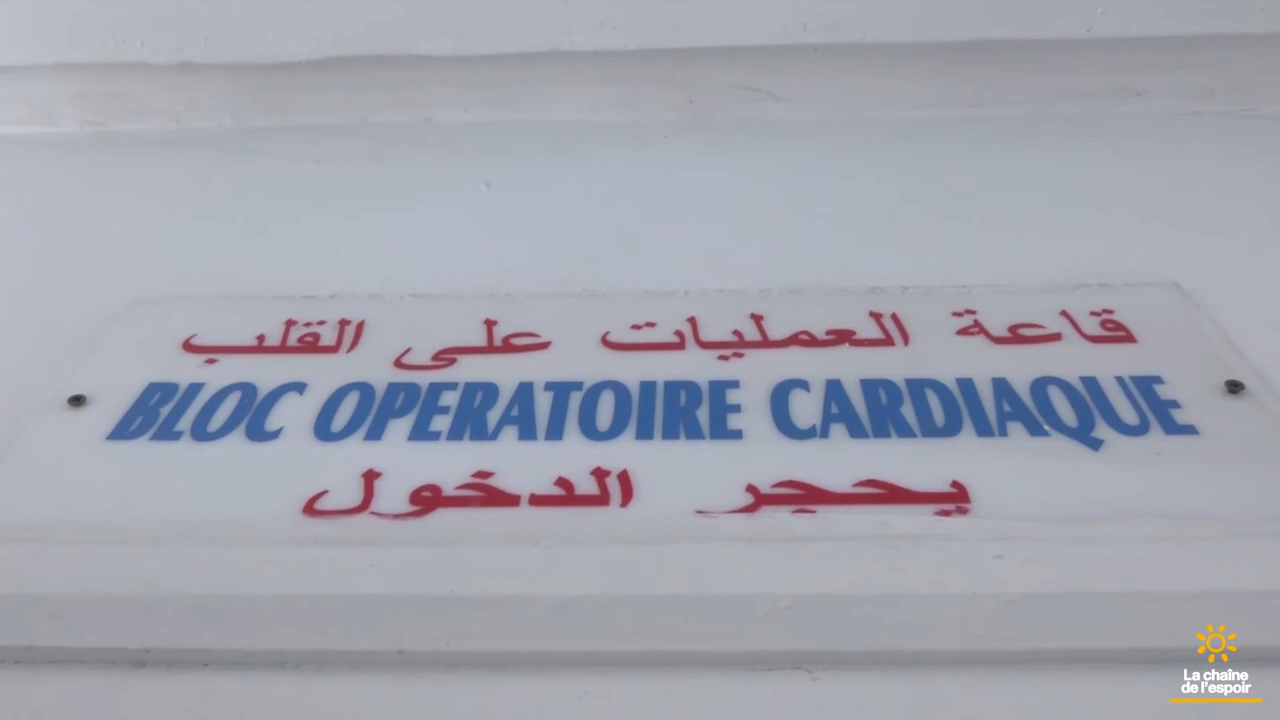 قاعة العمليات على القلب
BLOC OPERATOIRE CARDIAQUE
يحجر الدخول
La chaîne
de l'espoir